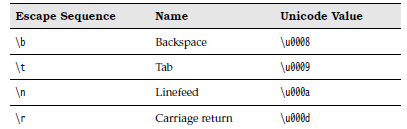 Escape Sequence Name Unicode Value
\b Backspace \u0008
\t Tab \u0009
\n Linefeed \u000a
\r Carriage return \u000d